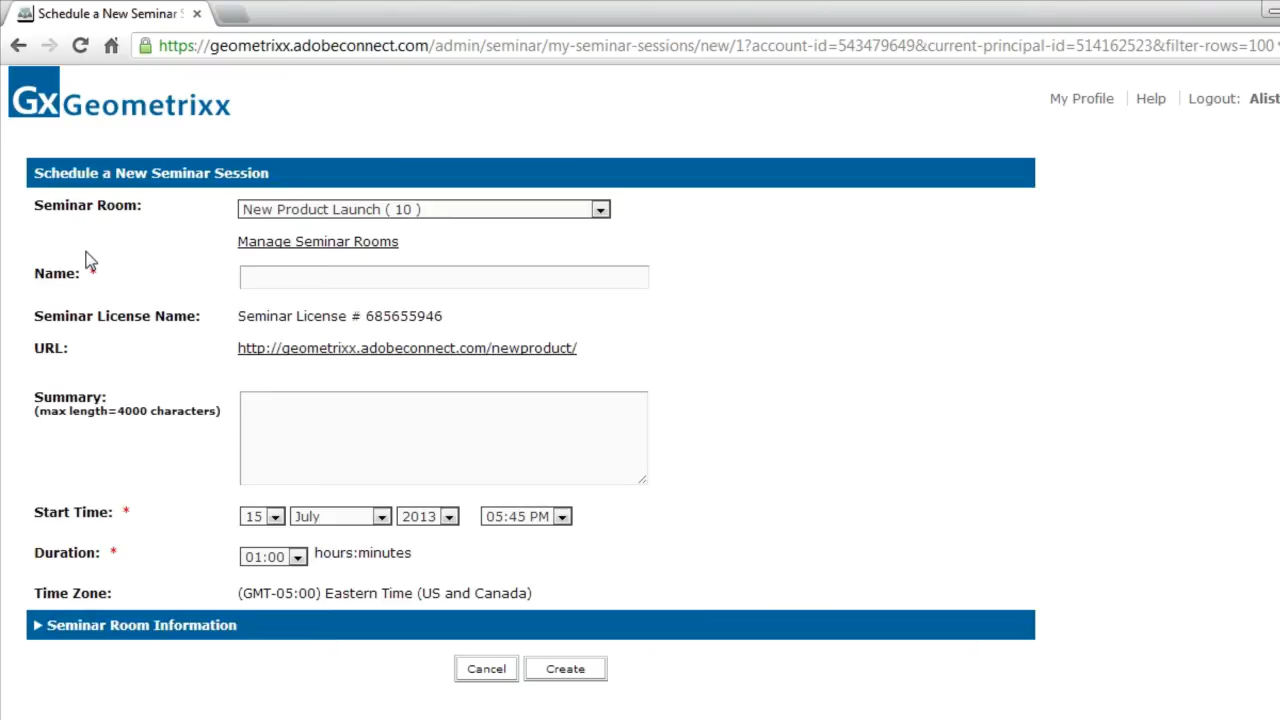 Schedule a New Seminar S
https://geometrixx.adobeconnect.com/admin/seminar/my-seminar-sessions/new/1?account-id=543479649&current-principal-id=514162523&filter-rows=100
Gx Geometrixx
My Profile Help Logout: Alist
Schedule a New Seminar Session
Seminar Room: New Product Launch ( 10 )
Manage Seminar Rooms
Name: *
Seminar License Name: Seminar License # 685655946
URL: http://geometrixx.adobeconnect.com/newproduct/
Summary:
(max length=4000 characters)
Start Time: * 15 July 2013 05:45 PM
Duration: * 01:00 hours:minutes
Time Zone: (GMT-05:00) Eastern Time (US and Canada)
Seminar Room Information
Cancel Create